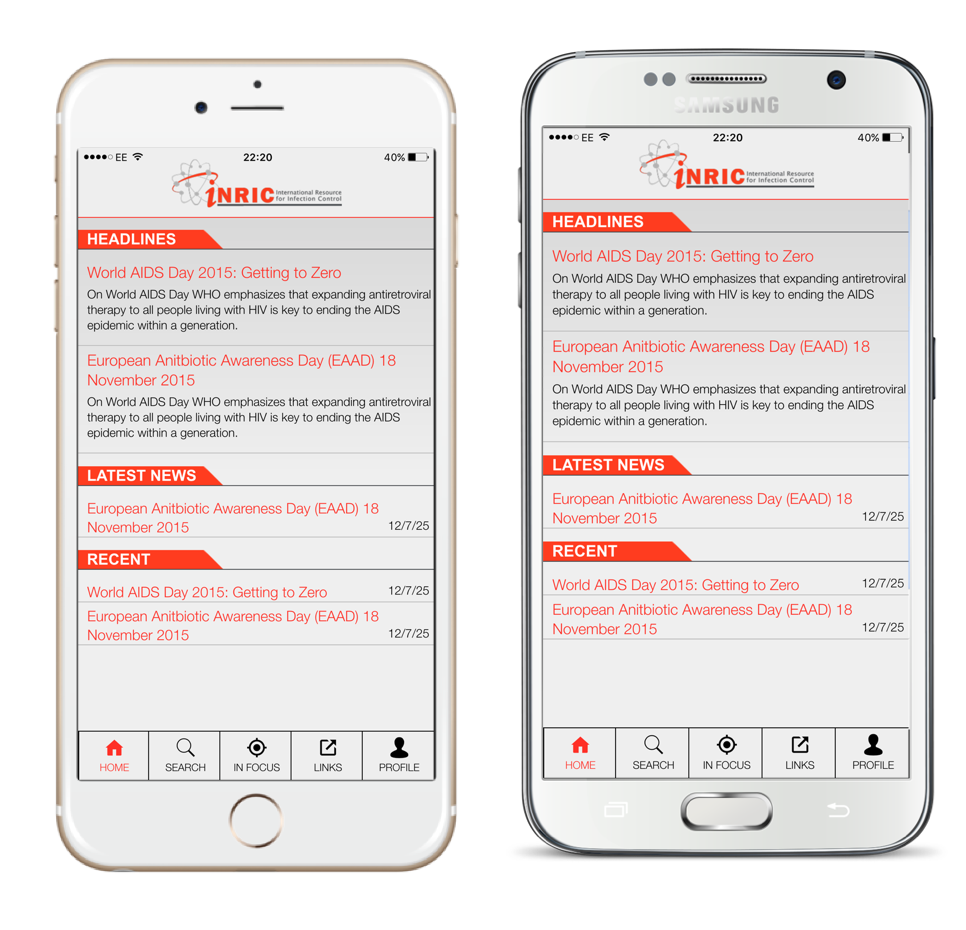 EE 22:20 40%
iNRIC International Resource
for Infection Control
HEADLINES
World AIDS Day 2015: Getting to Zero
On World AIDS Day WHO emphasizes that expanding antiretroviral
therapy to all people living with HIV is key to ending the AIDS
epidemic within a generation.
European Anitbiotic Awareness Day (EAAD) 18
November 2015
On World AIDS Day WHO emphasizes that expanding antiretroviral
therapy to all people living with HIV is key to ending the AIDS
epidemic within a generation.
LATEST NEWS
European Anitbiotic Awareness Day (EAAD) 18
November 2015 12/7/25
RECENT
World AIDS Day 2015: Getting to Zero 12/7/25
European Anitbiotic Awareness Day (EAAD) 18
November 2015 12/7/25
HOME SEARCH IN FOCUS LINKS PROFILE
SAMSUNG
EE 22:20 40%
iNRIC International Resource
for Infection Control
HEADLINES
World AIDS Day 2015: Getting to Zero
On World AIDS Day WHO emphasizes that expanding antiretroviral
therapy to all people living with HIV is key to ending the AIDS
epidemic within a generation.
European Anitbiotic Awareness Day (EAAD) 18
November 2015
On World AIDS Day WHO emphasizes that expanding antiretroviral
therapy to all people living with HIV is key to ending the AIDS
epidemic within a generation.
LATEST NEWS
European Anitbiotic Awareness Day (EAAD) 18
November 2015 12/7/25
RECENT
World AIDS Day 2015: Getting to Zero 12/7/25
European Anitbiotic Awareness Day (EAAD) 18
November 2015 12/7/25
HOME SEARCH IN FOCUS LINKS PROFILE